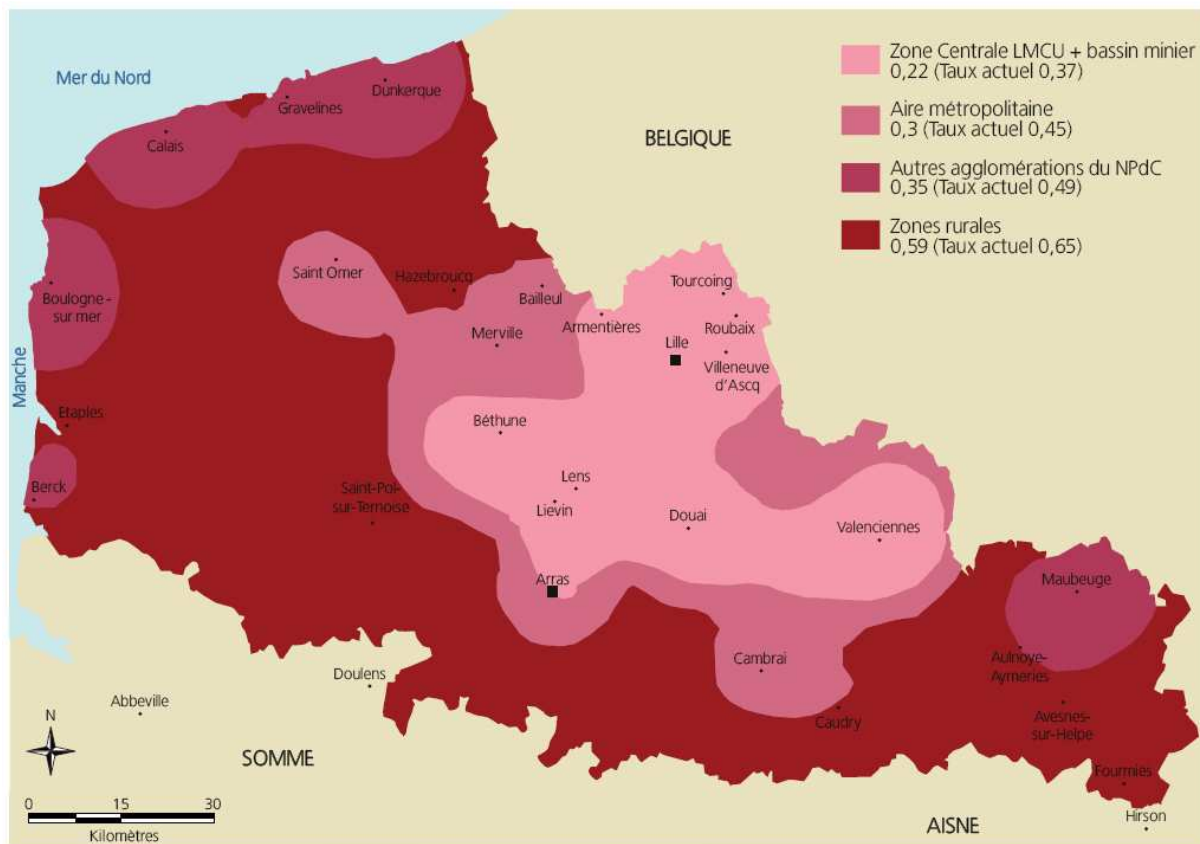 Zone Centrale LMCU + bassin minier
0,22 (Taux actuel 0,37)
Aire métropolitaine
0,3 (Taux actuel 0,45)
Autres agglomérations du NPdC
0,35 (Taux actuel 0,49)
Zones rurales
0,59 (Taux actuel 0,65)
Mer du Nord
Dunkerque
Gravelines
Calais
BELGIQUE
Saint Omer
Hazebroucq
Bailleul
Tourcoing
Boulogne-
sur mer
Merville
Armentières
Roubaix
Lille
Villeneuve
d'Ascq
Manche
Etaples
Béthune
Berck
Saint-Pol-
sur-Ternoise
Lens
Lievin
Douai
Valenciennes
Arras
Maubeuge
Cambrai
Aulnoye-
Aymeries
Doulens
Abbeville
Caudry
Avesnes-
sur-Helpe
N
SOMME
Fourmies
0 15 30
Kilomètres
AISNE
Hirson